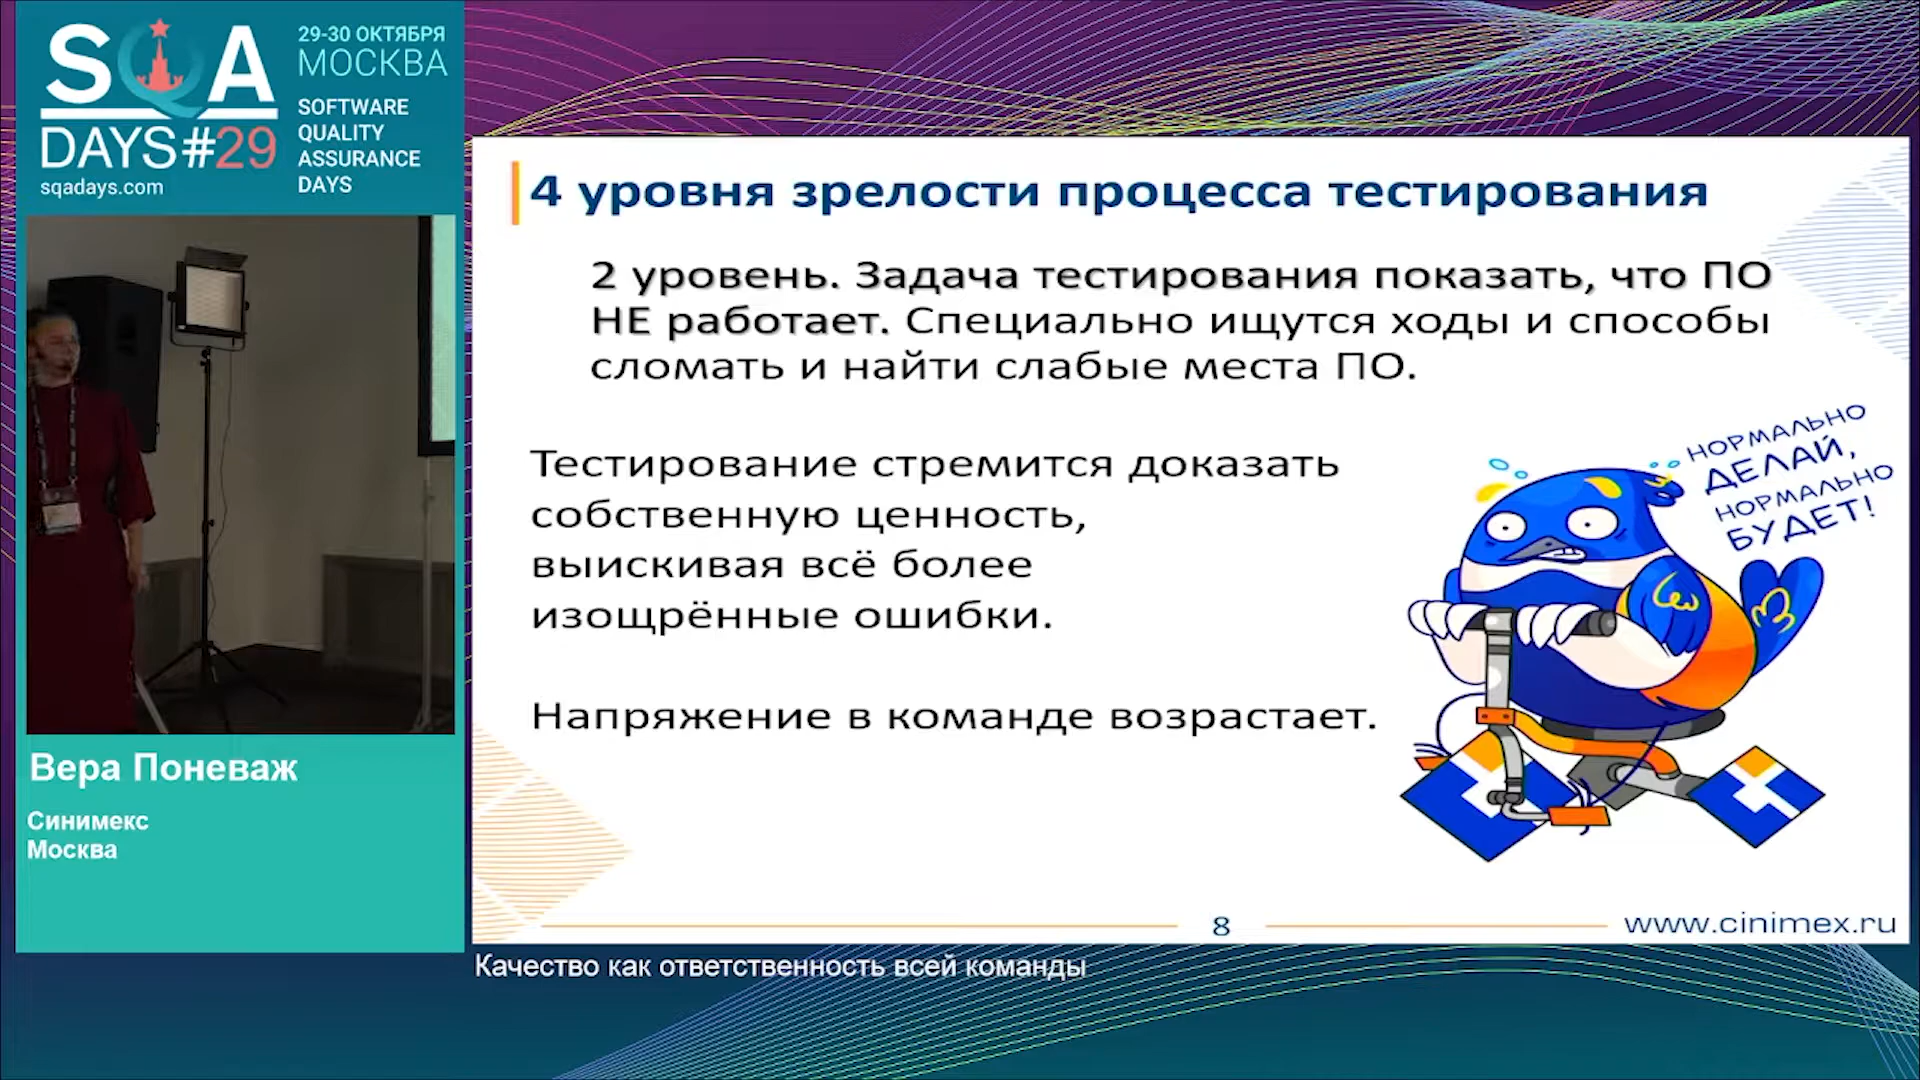 SQA
DAYS#29
sqadays.com
29-30 ОКТЯБРЯ
МОСКВА
SOFTWARE
QUALITY
ASSURANCE
DAYS
4 уровня зрелости процесса тестирования
2 уровень. Задача тестирования показать, что ПО
НЕ работает. Специально ищутся ходы и способы
сломать и найти слабые места ПО.
Тестирование стремится доказать
собственную ценность,
выискивая всё более
изощрённые ошибки.
Напряжение в команде возрастает.
НОРМАЛЬНО
ДЕЛАЙ,
НОРМАЛЬНО
БУДЕТ!
8
www.cinimex.ru
Вера Поневаж
Синимекс
Москва
Качество как ответственность всей команды